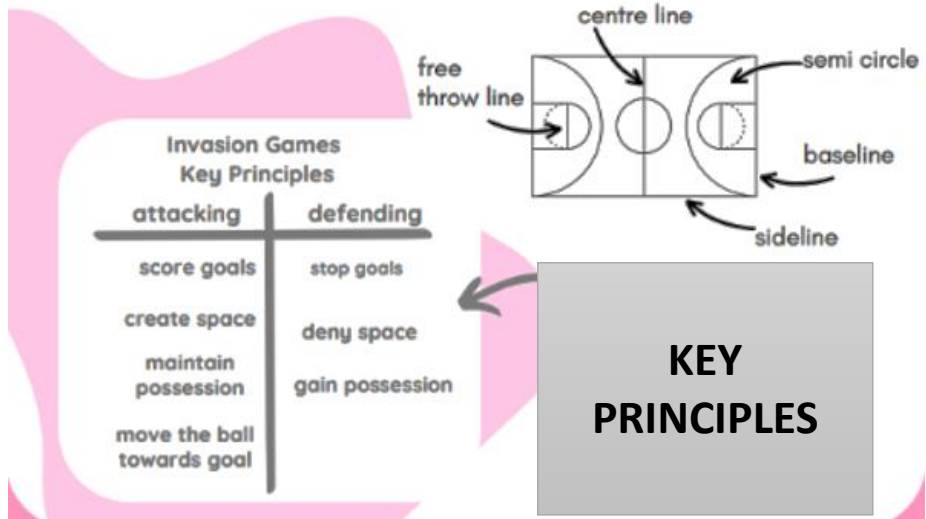 centre line
free
throw line
semi circle
baseline
sideline
Invasion Games
Key Principles
attacking
defending
score goals
stop goals
create space
deny space
maintain
possession
gain possession
move the ball
towards goal
KEY
PRINCIPLES